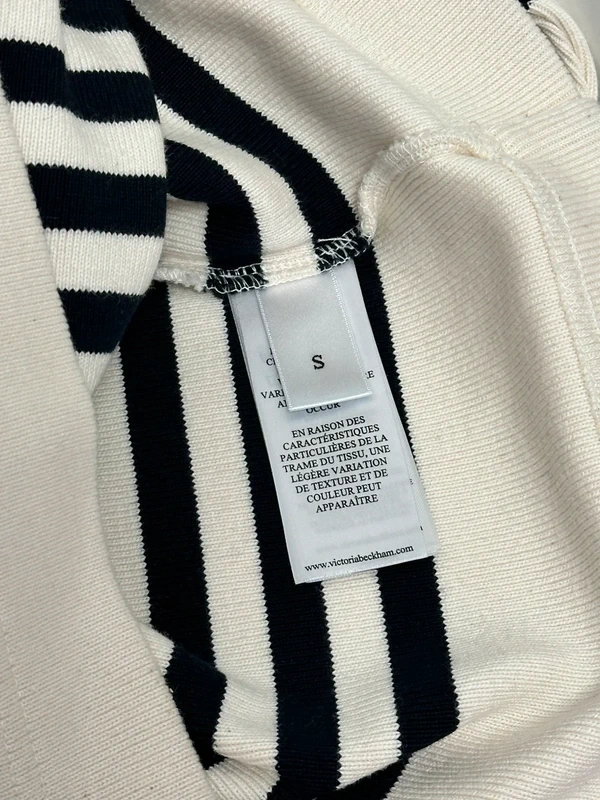 S
OCCUR
EN RAISON DES
CARACTÉRISTIQUES
PARTICULIÈRES DE LA
TRAME DU TISSU, UNE
LÉGÈRE VARIATION
DE TEXTURE ET DE
COULEUR PEUT
APPARAÎTRE
www.victoriabeckham.com